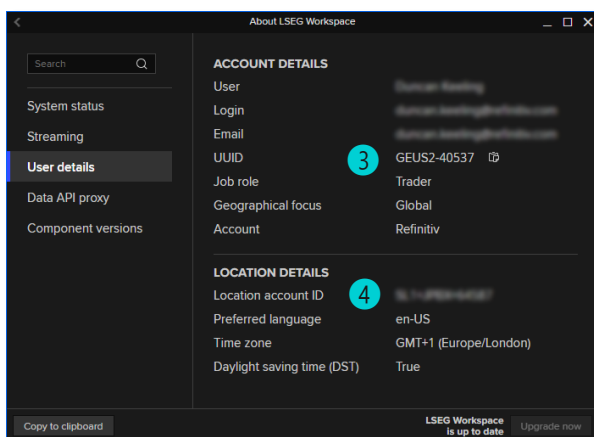 About LSEG Workspace
Search
System status
Streaming
User details
Data API proxy
Component versions
ACCOUNT DETAILS
User
Login
Email
UUID 3 GEUS2-40537
Job role Trader
Geographical focus Global
Account Refinitiv
LOCATION DETAILS
Location account ID 4
Preferred language en-US
Time zone GMT+1 (Europe/London)
Daylight saving time (DST) True
Copy to clipboard
LSEG Workspace
is up to date
Upgrade now